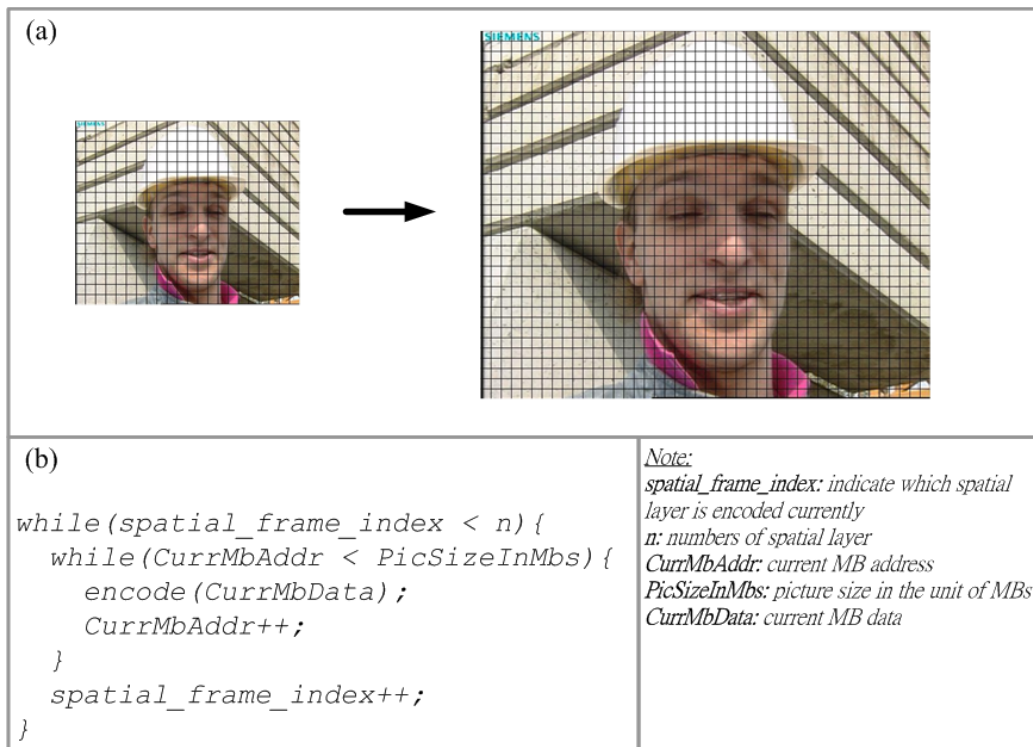 (a)
SIEMENS
SIEMENS
(b)
while(spatial_frame_index < n){
while(CurrMbAddr < PicSizeInMbs){
encode(CurrMbData);
CurrMbAddr++;
}
spatial_frame_index++;
}
Note:
spatial_frame_index: indicate which spatial
layer is encoded currently
n: numbers of spatial layer
CurrMbAddr: current MB address
PicSizeInMbs: picture size in the unit of MBs
CurrMbData: current MB data